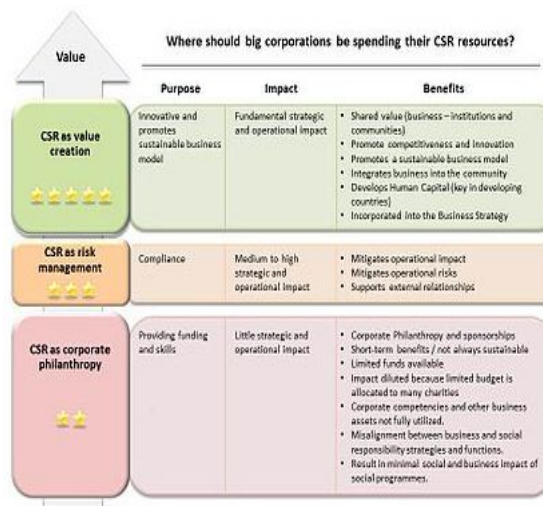 Where should big corporations be spending their CSR resources?
Value
Purpose
Impact
Benefits
CSR as value
creation
Innovative and
promotes
sustainable business
model
Fundamental strategic
and operational impact
• Shared value (business – institutions and
communities)
• Promote competitiveness and innovation
• Promotes a sustainable business model
• Integrates business into the community
• Develops Human Capital (key in developing
countries)
• Incorporated into the Business Strategy
CSR as risk
management
Compliance
Medium to high
strategic and
operational impact
• Mitigates operational impact
• Mitigates operational risks
• Supports external relationships
CSR as corporate
philanthropy
Providing funding
and skills
Little strategic and
operational impact
• Corporate Philanthropy and sponsorships
• Short-term benefits / not always sustainable
• Limited funds available
• Impact diluted because limited budget is
allocated to many charities
• Corporate competencies and other business
assets not fully utilized.
• Misalignment between business and social
responsibility strategies and functions.
• Result in minimal social and business impact of
social programmes.